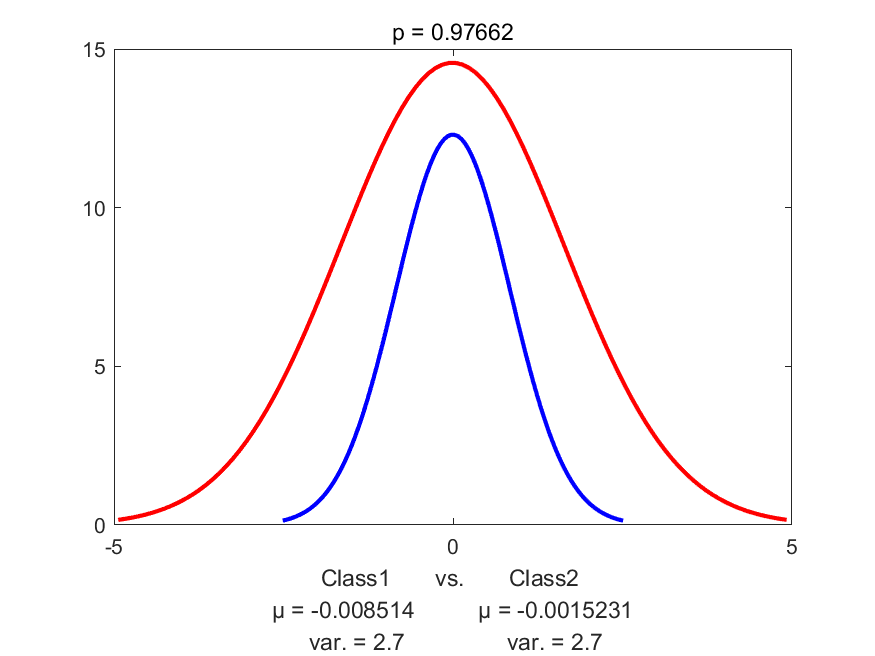 p = 0.97662
15
10
5
0
-5 0 5
Class1 vs. Class2
μ = -0.008514 μ = -0.0015231
var. = 2.7 var. = 2.7